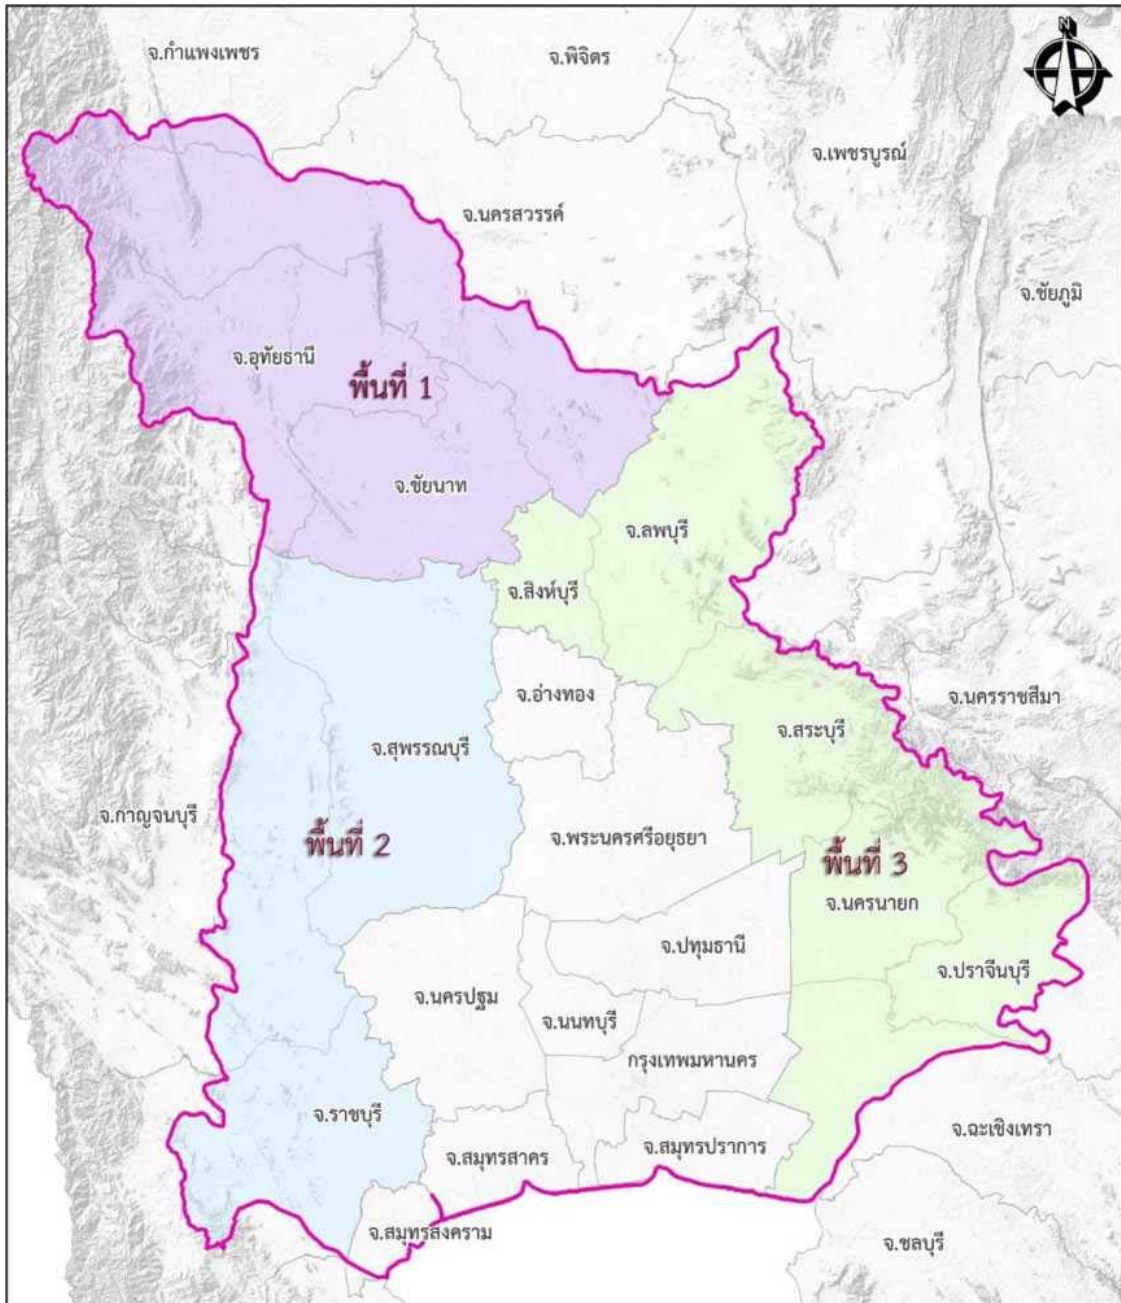 N
จ.กำแพงเพชร
จ.พิจิตร
จ.เพชรบูรณ์
จ.นครสวรรค์
จ.ชัยภูมิ
จ.อุทัยธานี
พื้นที่ 1
จ.ชัยนาท
จ.ลพบุรี
จ.สิงห์บุรี
จ.อ่างทอง
จ.นครราชสีมา
จ.สระบุรี
จ.สุพรรณบุรี
จ.กาญจนบุรี
พื้นที่ 2
จ.พระนครศรีอยุธยา
พื้นที่ 3
จ.นครนายก
จ.ปทุมธานี
จ.ปราจีนบุรี
จ.นครปฐม
จ.นนทบุรี
กรุงเทพมหานคร
จ.ราชบุรี
จ.ฉะเชิงเทรา
จ.สมุทรปราการ
จ.สมุทรสาคร
จ.สมุทรสงคราม
จ.ชลบุรี